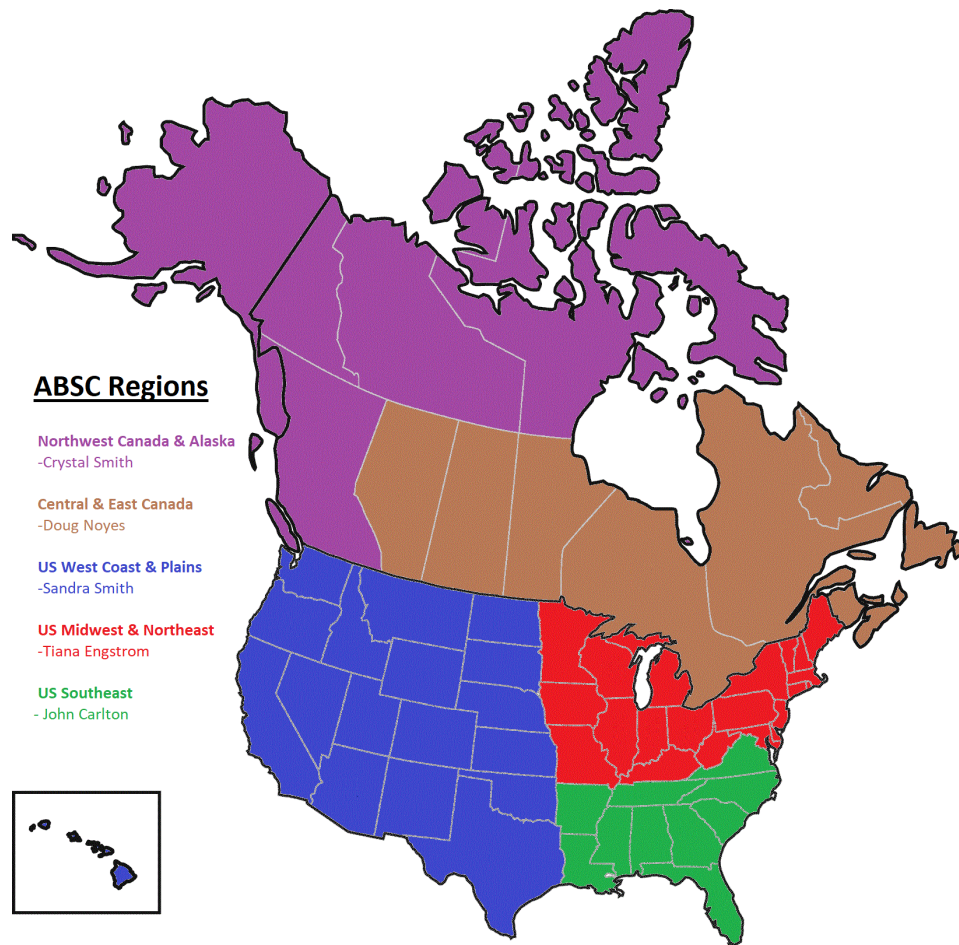 ABSC Regions
Northwest Canada & Alaska
-Crystal Smith
Central & East Canada
-Doug Noyes
US West Coast & Plains
-Sandra Smith
US Midwest & Northeast
-Tiana Engstrom
US Southeast
- John Carlton